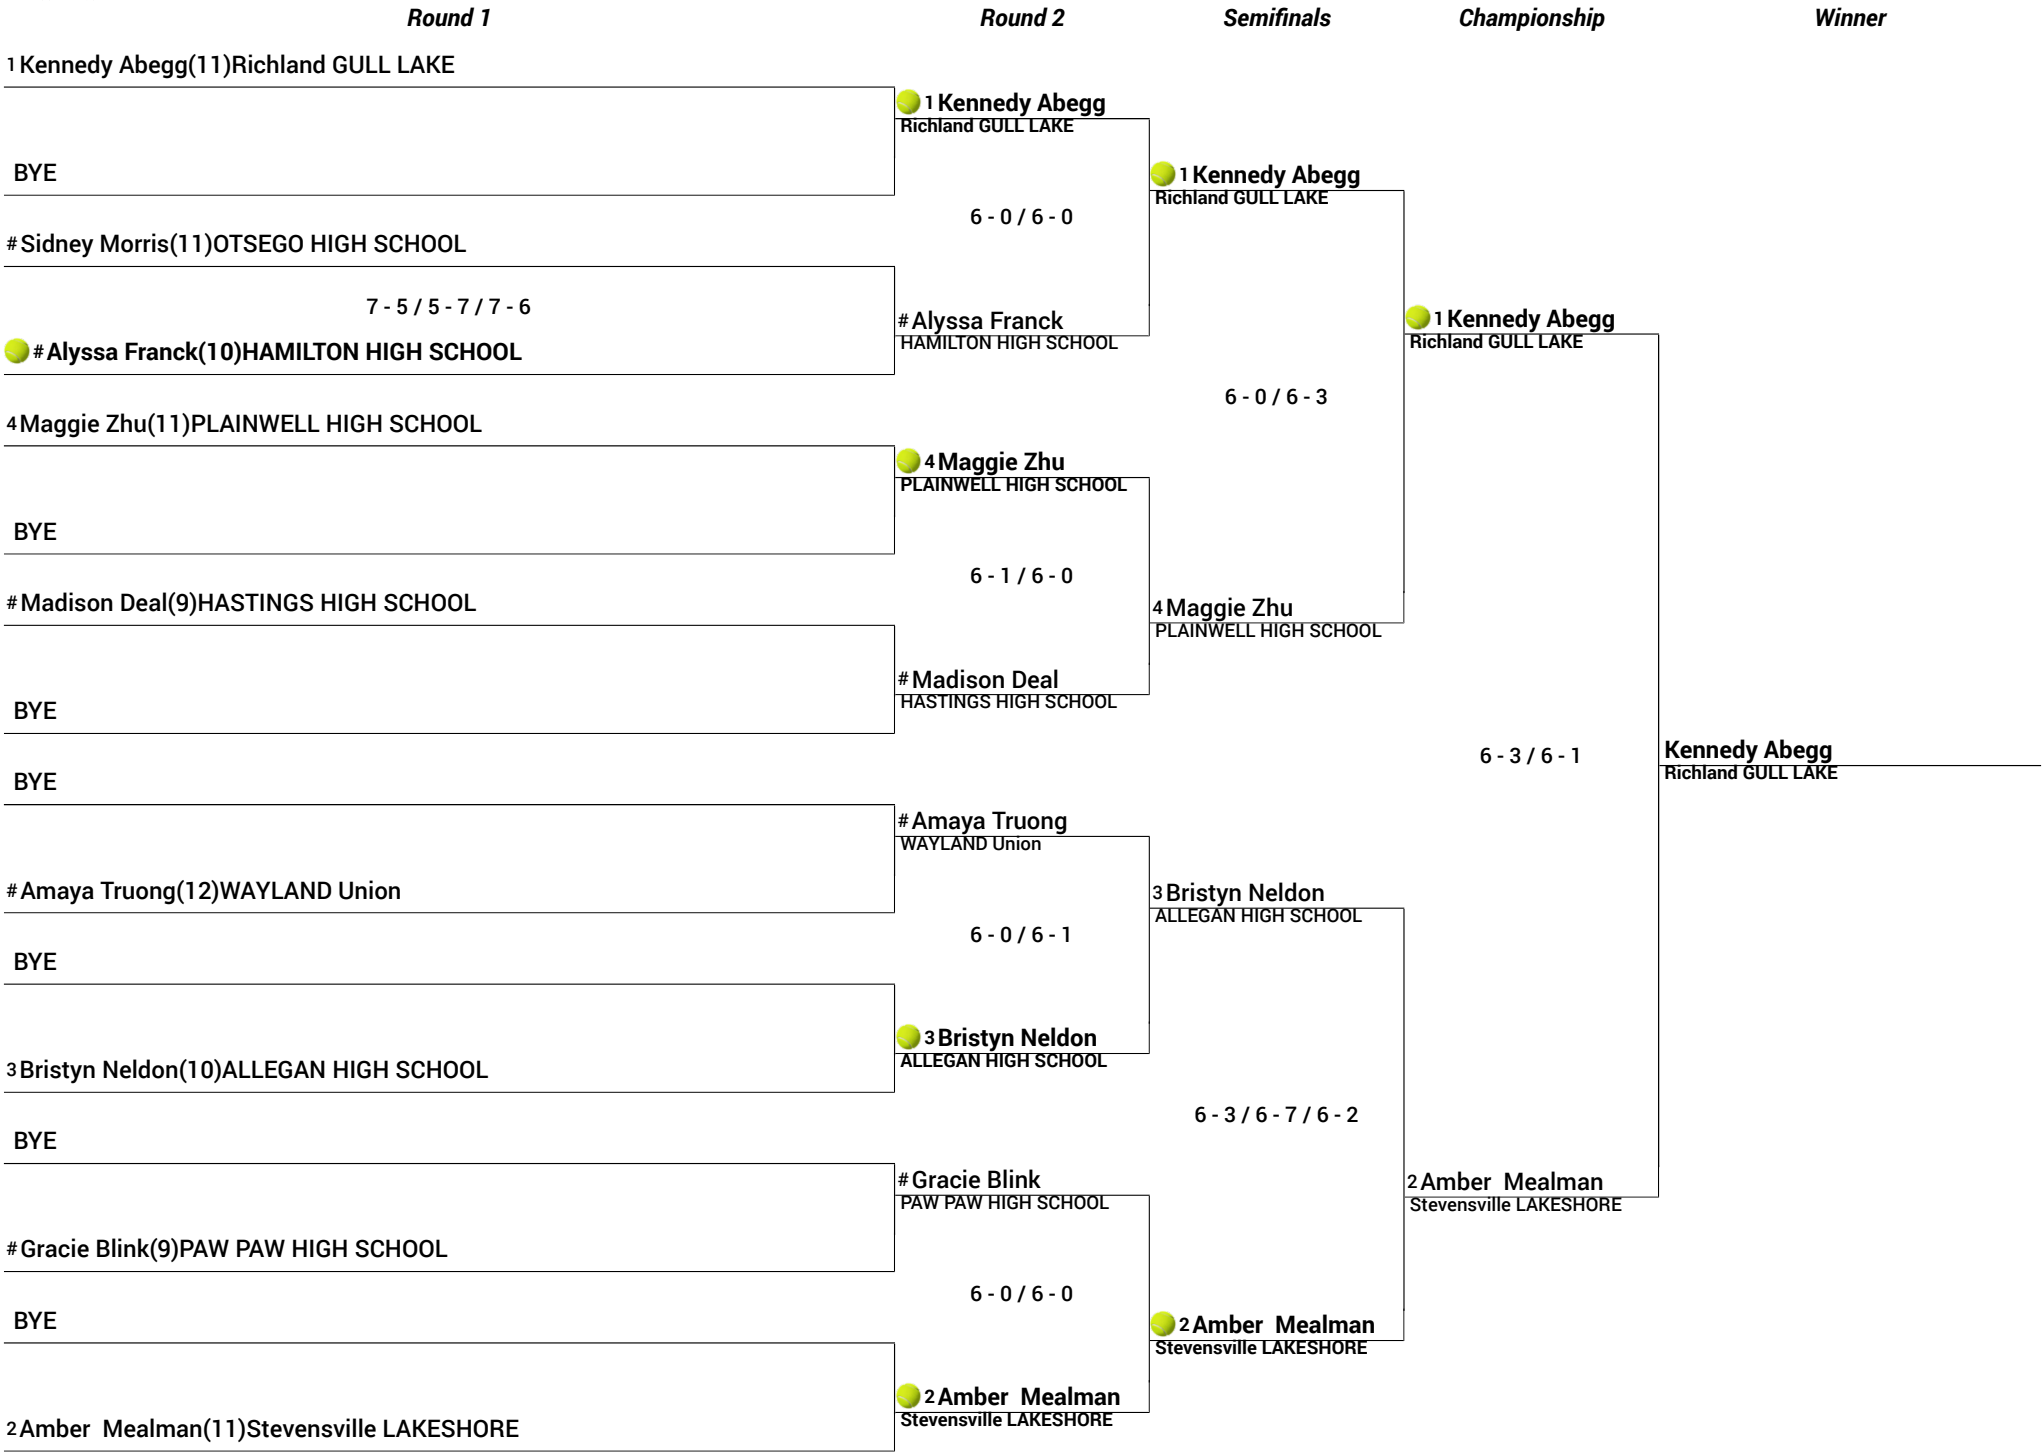 Round 1
Round 2
Semifinals
Championship
Winner
1 Kennedy Abegg(11)Richland GULL LAKE
BYE
# Sidney Morris(11)OTSEGO HIGH SCHOOL
7 - 5 / 5 - 7 / 7 - 6
# Alyssa Franck(10)HAMILTON HIGH SCHOOL
4 Maggie Zhu(11)PLAINWELL HIGH SCHOOL
BYE
# Madison Deal(9)HASTINGS HIGH SCHOOL
BYE
BYE
# Amaya Truong(12)WAYLAND Union
BYE
3 Bristyn Neldon(10)ALLEGAN HIGH SCHOOL
BYE
# Gracie Blink(9)PAW PAW HIGH SCHOOL
BYE
2 Amber  Mealman(11)Stevensville LAKESHORE
1 Kennedy Abegg
Richland GULL LAKE
6 - 0 / 6 - 0
# Alyssa Franck
HAMILTON HIGH SCHOOL
4 Maggie Zhu
PLAINWELL HIGH SCHOOL
6 - 1 / 6 - 0
# Madison Deal
HASTINGS HIGH SCHOOL
# Amaya Truong
WAYLAND Union
6 - 0 / 6 - 1
3 Bristyn Neldon
ALLEGAN HIGH SCHOOL
# Gracie Blink
PAW PAW HIGH SCHOOL
6 - 0 / 6 - 0
2 Amber  Mealman
Stevensville LAKESHORE
1 Kennedy Abegg
Richland GULL LAKE
6 - 0 / 6 - 3
4 Maggie Zhu
PLAINWELL HIGH SCHOOL
3 Bristyn Neldon
ALLEGAN HIGH SCHOOL
6 - 3 / 6 - 7 / 6 - 2
2 Amber  Mealman
Stevensville LAKESHORE
1 Kennedy Abegg
Richland GULL LAKE
6 - 3 / 6 - 1
2 Amber  Mealman
Stevensville LAKESHORE
Kennedy Abegg
Richland GULL LAKE